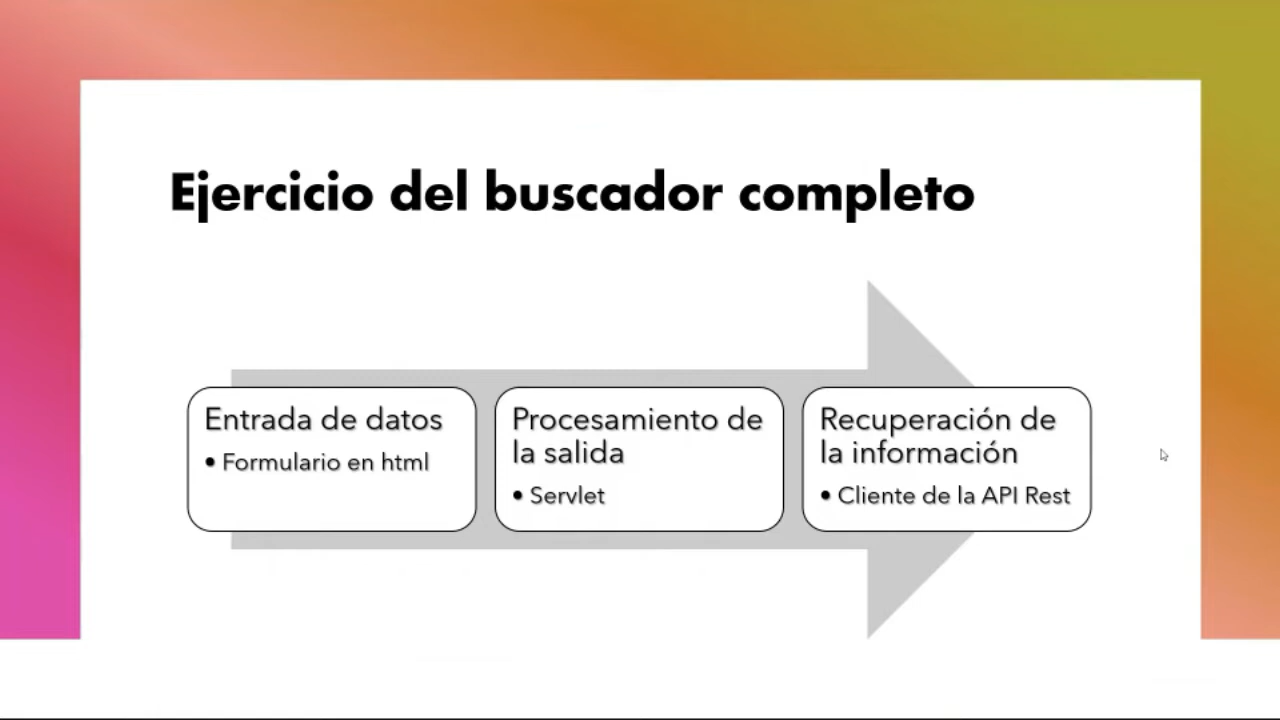 Ejercicio del buscador completo
Entrada de datos
• Formulario en html
Procesamiento de
la salida
• Servlet
Recuperación de
la información
• Cliente de la API Rest